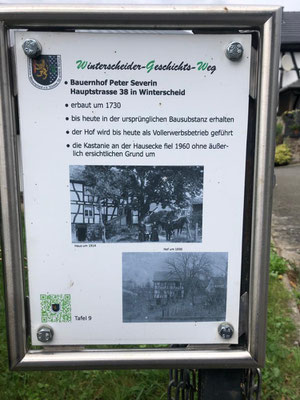 Winterscheider-Geschichts-Weg
• Bauernhof Peter Severin
Hauptstrasse 38 in Winterscheid
• erbaut um 1730
• bis heute in der ursprünglichen Bausubstanz erhalten
• der Hof wird bis heute als Vollerwerbsbetrieb geführt
• die Kastanie an der Hausecke fiel 1960 ohne äußer-
lich ersichtlichen Grund um
Tafel 9